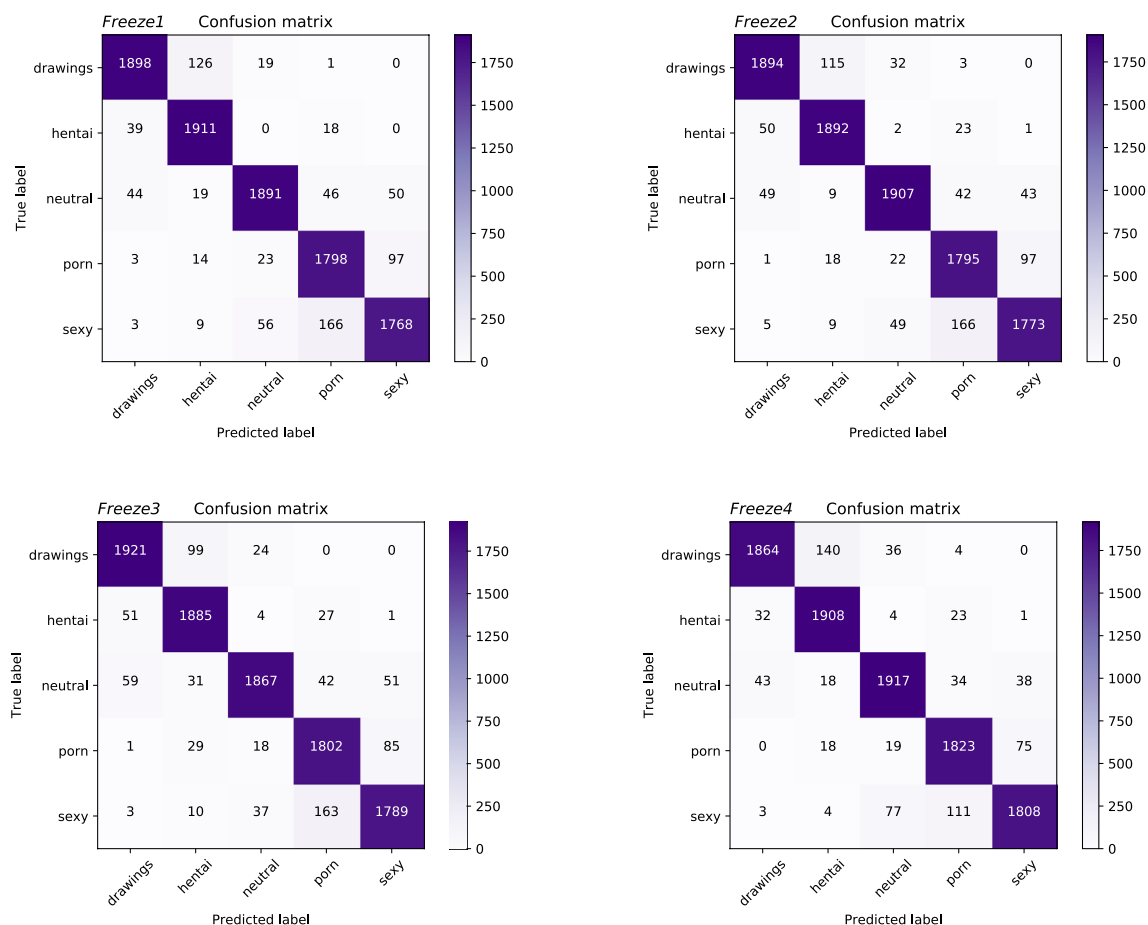 Freeze1 Confusion matrix
drawings 1898 126 19 1 0
hentai 39 1911 0 18 0
neutral 44 19 1891 46 50
porn 3 14 23 1798 97
sexy 3 9 56 166 1768
drawings hentai neutral porn sexy
Predicted label
True label
1750
1500
1250
1000
750
500
250
0
Freeze2 Confusion matrix
drawings 1894 115 32 3 0
hentai 50 1892 2 23 1
neutral 49 9 1907 42 43
porn 1 18 22 1795 97
sexy 5 9 49 166 1773
drawings hentai neutral porn sexy
Predicted label
True label
1750
1500
1250
1000
750
500
250
0
Freeze3 Confusion matrix
drawings 1921 99 24 0 0
hentai 51 1885 4 27 1
neutral 59 31 1867 42 51
porn 1 29 18 1802 85
sexy 3 10 37 163 1789
drawings hentai neutral porn sexy
Predicted label
True label
1750
1500
1250
1000
750
500
250
0
Freeze4 Confusion matrix
drawings 1864 140 36 4 0
hentai 32 1908 4 23 1
neutral 43 18 1917 34 38
porn 0 18 19 1823 75
sexy 3 4 77 111 1808
drawings hentai neutral porn sexy
Predicted label
True label
1750
1500
1250
1000
750
500
250
0